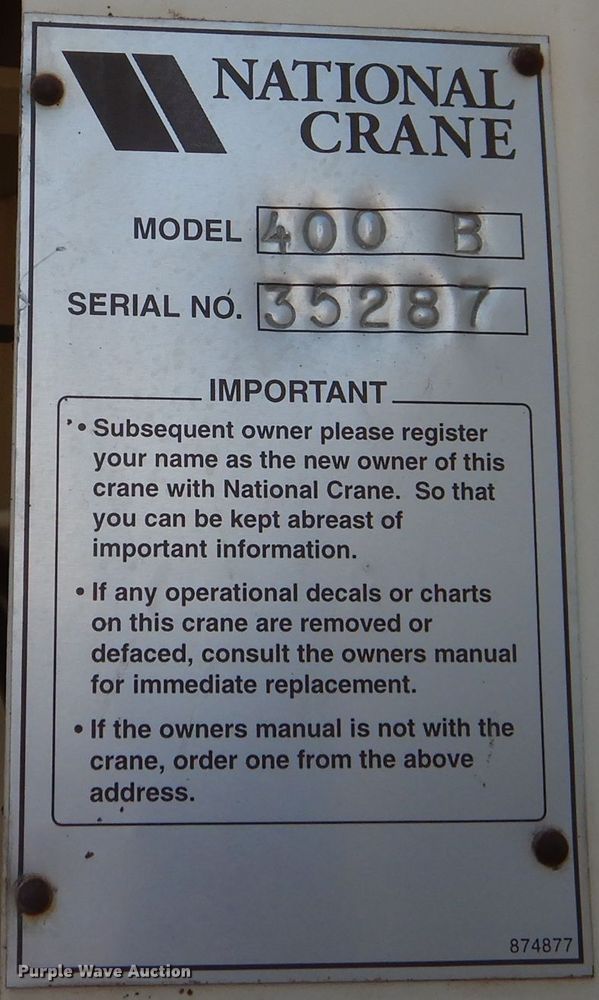 NATIONAL
CRANE
MODEL 400 B
SERIAL NO. 35287
IMPORTANT
• Subsequent owner please register
your name as the new owner of this
crane with National Crane. So that
you can be kept abreast of
important information.
• If any operational decals or charts
on this crane are removed or
defaced, consult the owners manual
for immediate replacement.
• If the owners manual is not with the
crane, order one from the above
address.
874877
Purple Wave Auction